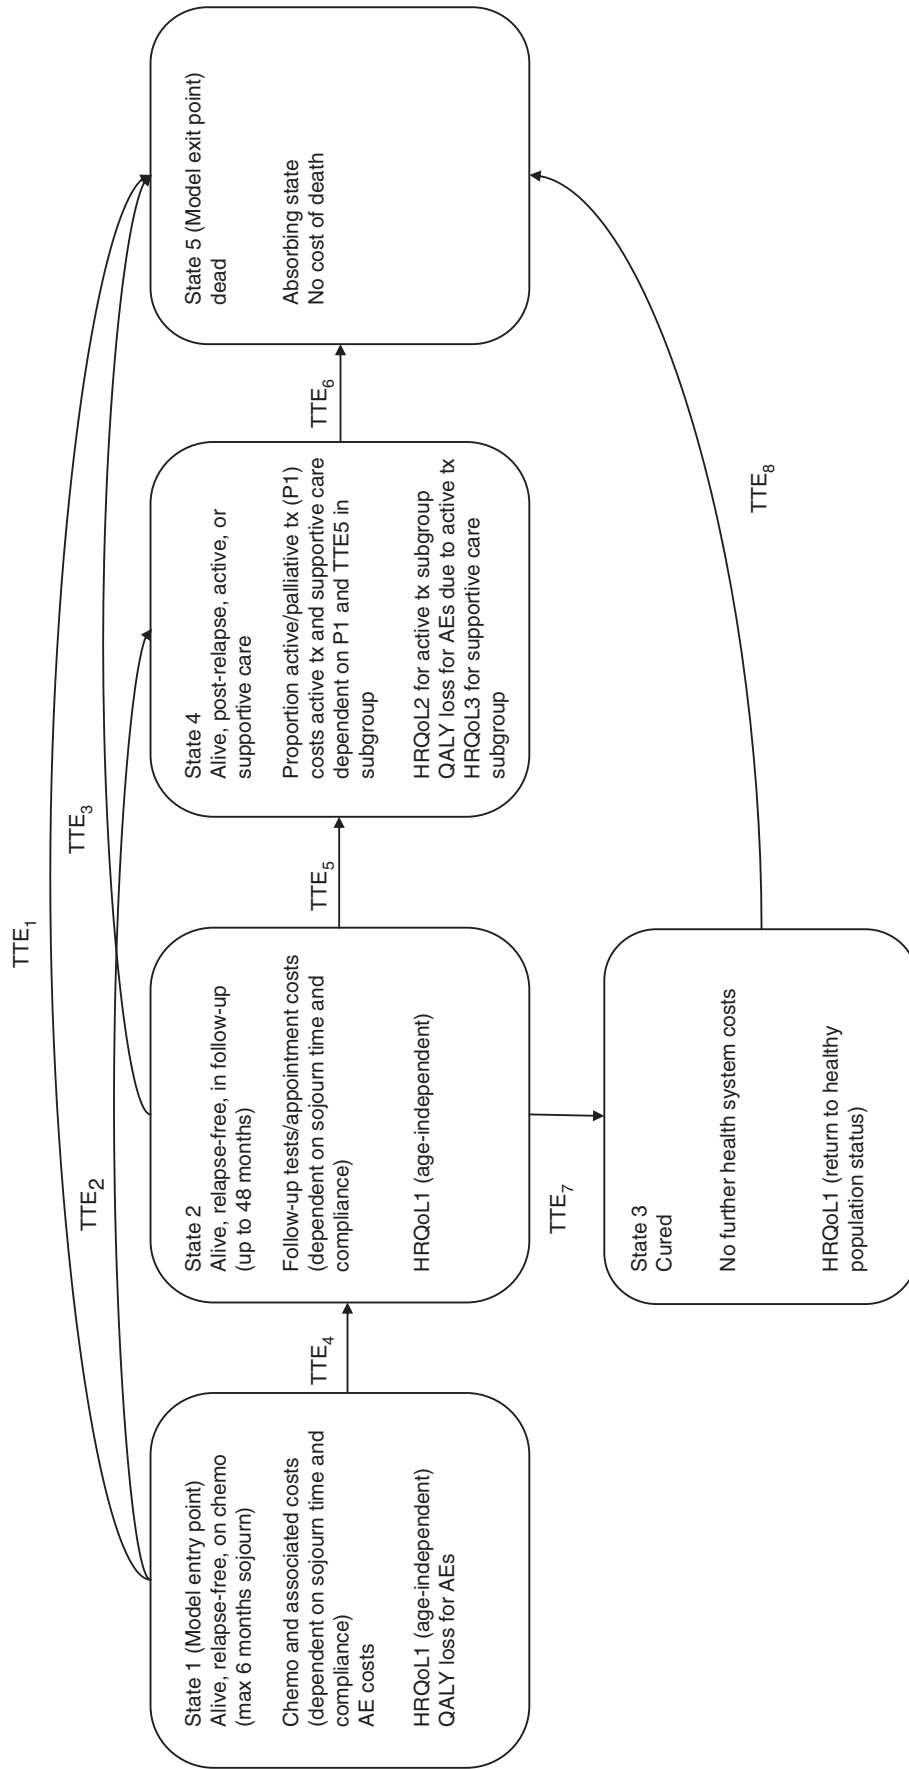 TTE1
TTE2
TTE3
State 1 (Model entry point)
Alive, relapse-free, on chemo
(max 6 months sojourn)
Chemo and associated costs
(dependent on sojourn time and
compliance)
AE costs
HRQoL1 (age-independent)
QALY loss for AEs
TTE4
State 2
Alive, relapse-free, in follow-up
(up to 48 months)
Follow-up tests/appointment costs
(dependent on sojourn time and
compliance)
HRQoL1 (age-independent)
TTE5
State 4
Alive, post-relapse, active, or
supportive care
Proportion active/palliative tx (P1)
costs active tx and supportive care
dependent on P1 and TTE5 in
subgroup
HRQoL2 for active tx subgroup
QALY loss for AEs due to active tx
HRQoL3 for supportive care
subgroup
TTE6
State 5 (Model exit point)
dead
Absorbing state
No cost of death
TTE7
State 3
Cured
No further health system costs
HRQoL1 (return to healthy
population status)
TTE8